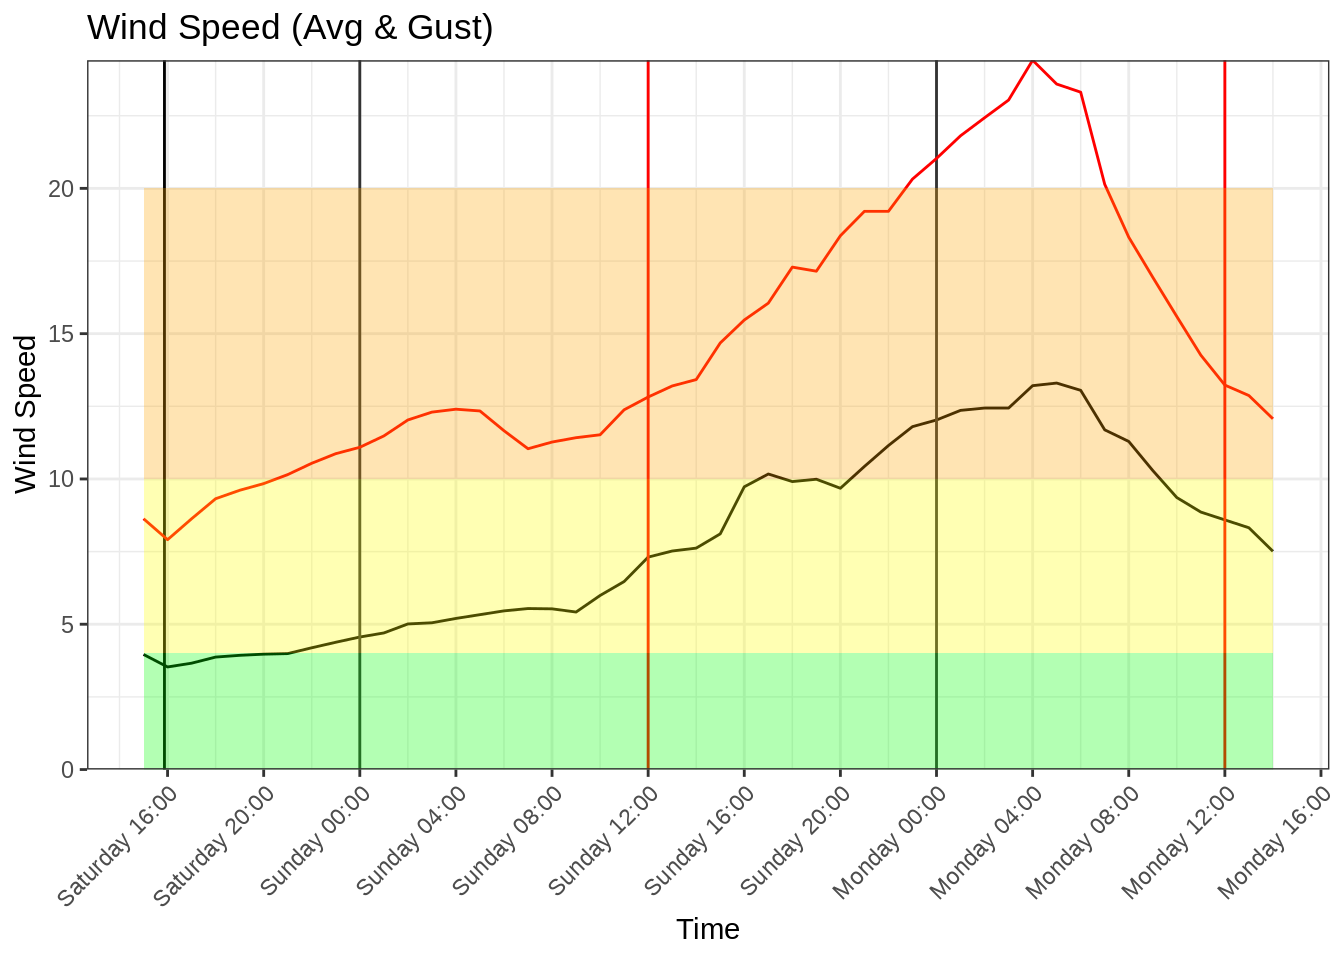 Wind Speed (Avg & Gust)
Wind Speed
20
15
10
5
0
Saturday 16:00
Saturday 20:00
Sunday 00:00
Sunday 04:00
Sunday 08:00
Sunday 12:00
Sunday 16:00
Sunday 20:00
Monday 00:00
Monday 04:00
Monday 08:00
Monday 12:00
Monday 16:00
Time